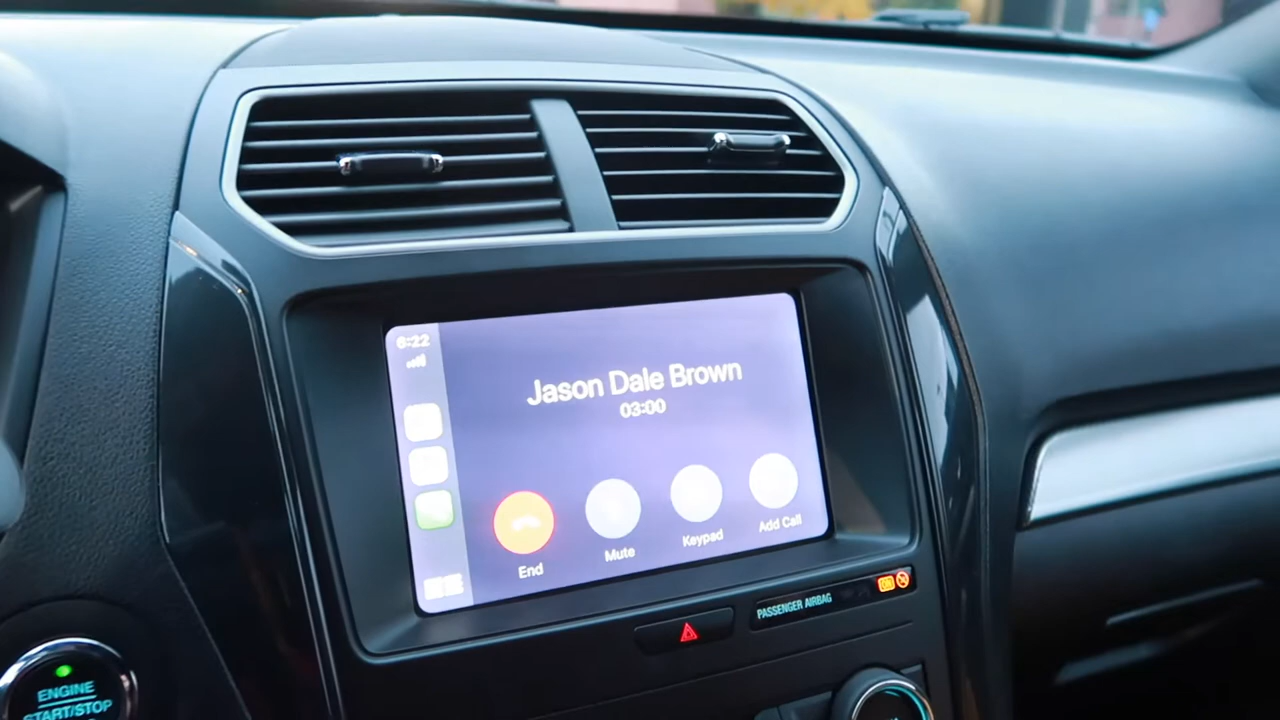 6:22
Jason Dale Brown
03:00
End
Mute
Keypad
Add Call
PASSENGER AIRBAG
ENGINE
START/STOP